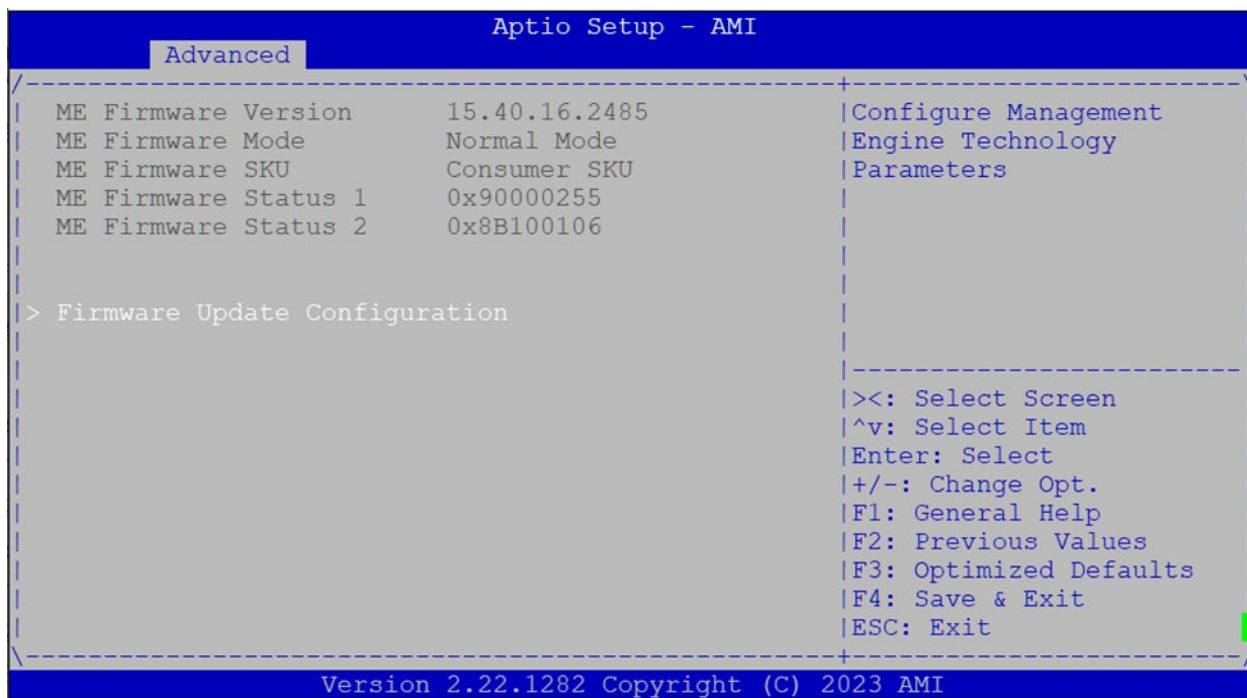 Aptio Setup - AMI
Advanced
ME Firmware Version 15.40.16.2485
ME Firmware Mode Normal Mode
ME Firmware SKU Consumer SKU
ME Firmware Status 1 0x90000255
ME Firmware Status 2 0x8B100106
> Firmware Update Configuration
Configure Management
Engine Technology
Parameters
><: Select Screen
^v: Select Item
Enter: Select
+/-: Change Opt.
F1: General Help
F2: Previous Values
F3: Optimized Defaults
F4: Save & Exit
ESC: Exit
Version 2.22.1282 Copyright (C) 2023 AMI